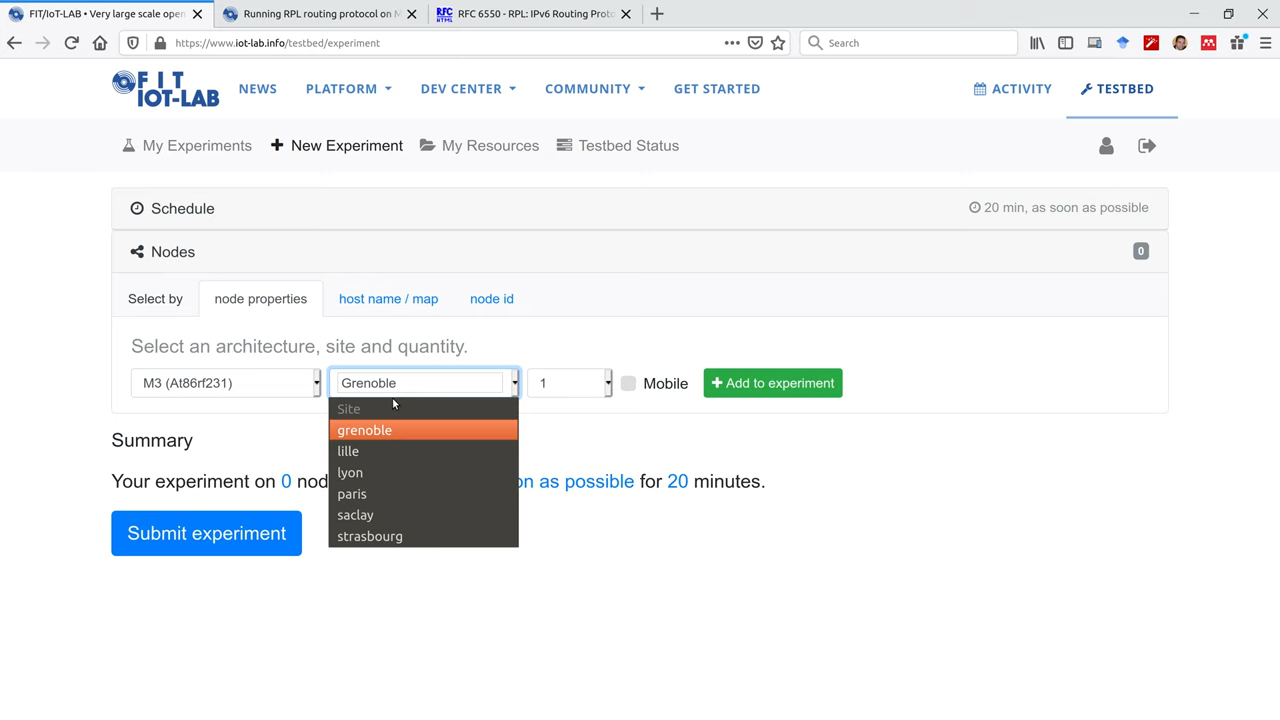 FIT/IoT-LAB • Very large scale open
Running RPL routing protocol on M
RFC HTML RFC 6550 - RPL: IPv6 Routing Proto
https://www.iot-lab.info/testbed/experiment
Search
FIT IOT-LAB
NEWS PLATFORM DEV CENTER COMMUNITY GET STARTED ACTIVITY TESTBED
My Experiments New Experiment My Resources Testbed Status
Schedule 20 min, as soon as possible
Nodes 0
Select by node properties host name / map node id
Select an architecture, site and quantity.
M3 (At86rf231) Grenoble 1 Mobile + Add to experiment
Site
grenoble
lille
lyon
paris
saclay
strasbourg
Summary
Your experiment on 0 nod on as possible for 20 minutes.
Submit experiment